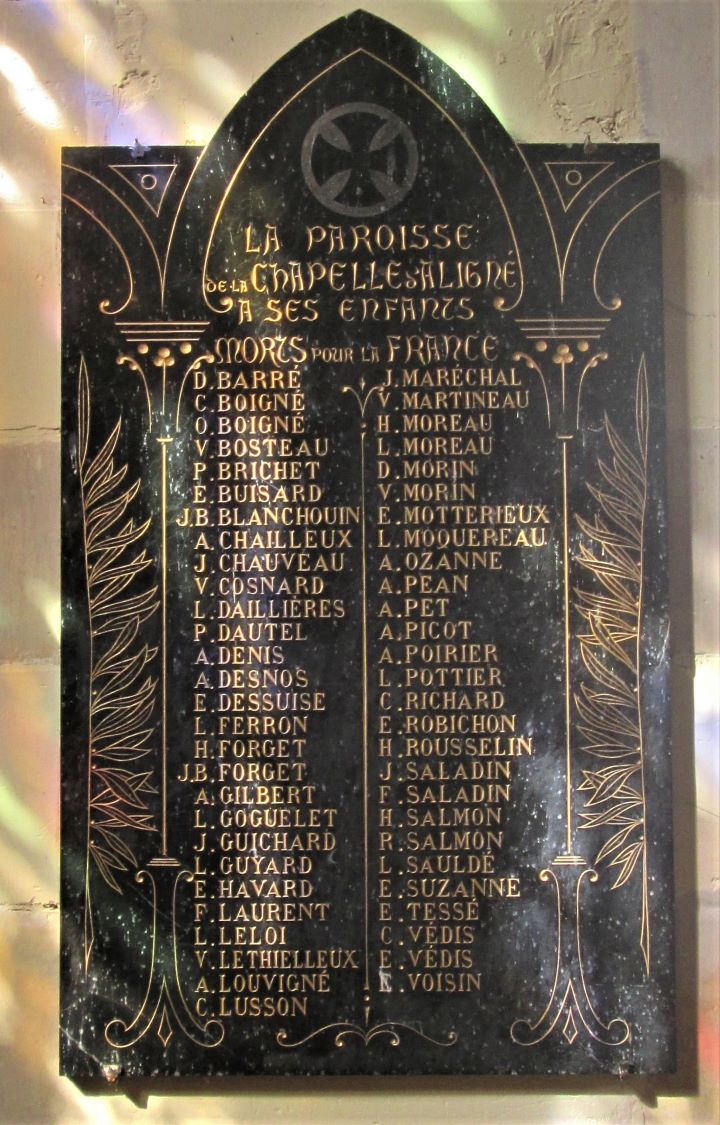 LA PAROISSE
DE LA CHAPELLE S ALIGNÉ
A SES ENFANTS
MORTS POUR LA FRANCE
D. BARRÉ
C. BOIGNÉ
O. BOIGNÉ
V. BOSTEAU
P. BRICHET
E. BUISARD
J.B. BLANCHOUIN
A. CHAILLEUX
J. CHAUVEAU
V. COSNARD
L. DAILLIÈRES
P. DAUTEL
A. DENIS
A. DESNOS
E. DESSUISE
L. FERRON
H. FORGET
J.B. FORGET
A. GILBERT
L. GOGUELET
J. GUICHARD
L. GUYARD
E. HAVARD
F. LAURENT
L. LELOI
V. LETHIELLEUX
A. LOUVIGNÉ
C. LUSSON
J. MARÉCHAL
V. MARTINEAU
H. MOREAU
L. MOREAU
D. MORIN
V. MORIN
E. MOTTERIEUX
L. MOQUEREAU
A. OZANNE
A. PEAN
A. PET
A. PICOT
A. POIRIER
L. POTTIER
C. RICHARD
E. ROBICHON
H. ROUSSELIN
J. SALADIN
F. SALADIN
H. SALMON
R. SALMON
L. SAULDÉ
E. SUZANNE
E. TESSÉ
C. VÉDIS
E. VÉDIS
E. VOISIN